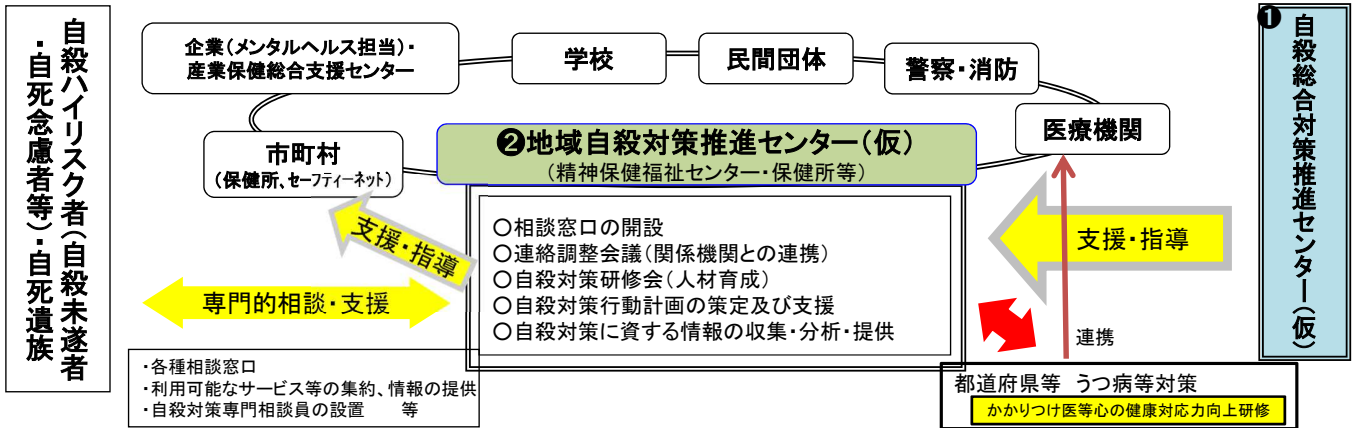 自殺ハイリスク者(自殺未遂者
・自死念慮者等)・自死遺族
企業(メンタルヘルス担当)・
産業保健総合支援センター
学校
民間団体
警察・消防
医療機関
市町村
(保健所、セーフティーネット)
❷地域自殺対策推進センター(仮)
(精神保健福祉センター・保健所等)
○相談窓口の開設
○連絡調整会議(関係機関との連携)
○自殺対策研修会(人材育成)
○自殺対策行動計画の策定及び支援
○自殺対策に資する情報の収集・分析・提供
支援・指導
専門的相談・支援
・各種相談窓口
・利用可能なサービス等の集約、情報の提供
・自殺対策専門相談員の設置 等
支援・指導
連携
都道府県等 うつ病等対策
かかりつけ医等心の健康対応力向上研修
❶
自殺総合対策推進センター(仮)